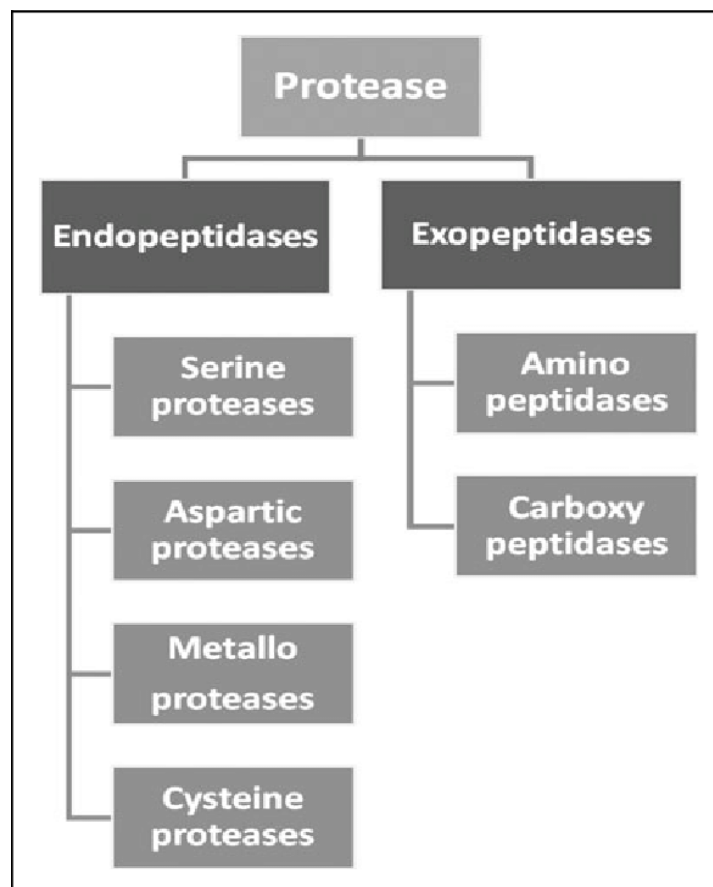 Protease
Endopeptidases
Exopeptidases
Serine
proteases
Amino
peptidases
Aspartic
proteases
Carboxy
peptidases
Metallo
proteases
Cysteine
proteases